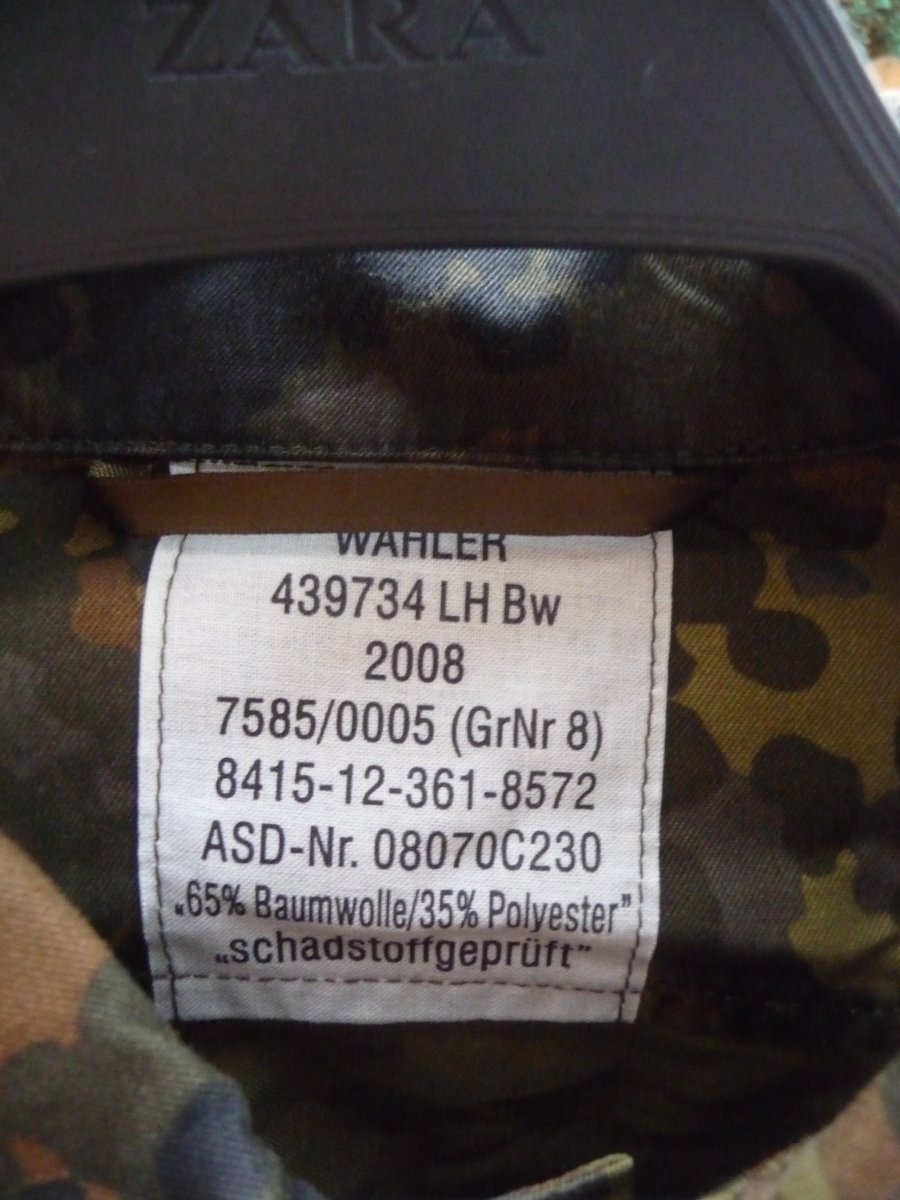 ZARA
WAHLER
439734 LH Bw
2008
7585/0005 (GrNr 8)
8415-12-361-8572
ASD-Nr. 08070C230
„65% Baumwolle/35% Polyester”
„schadstoffgeprüft”